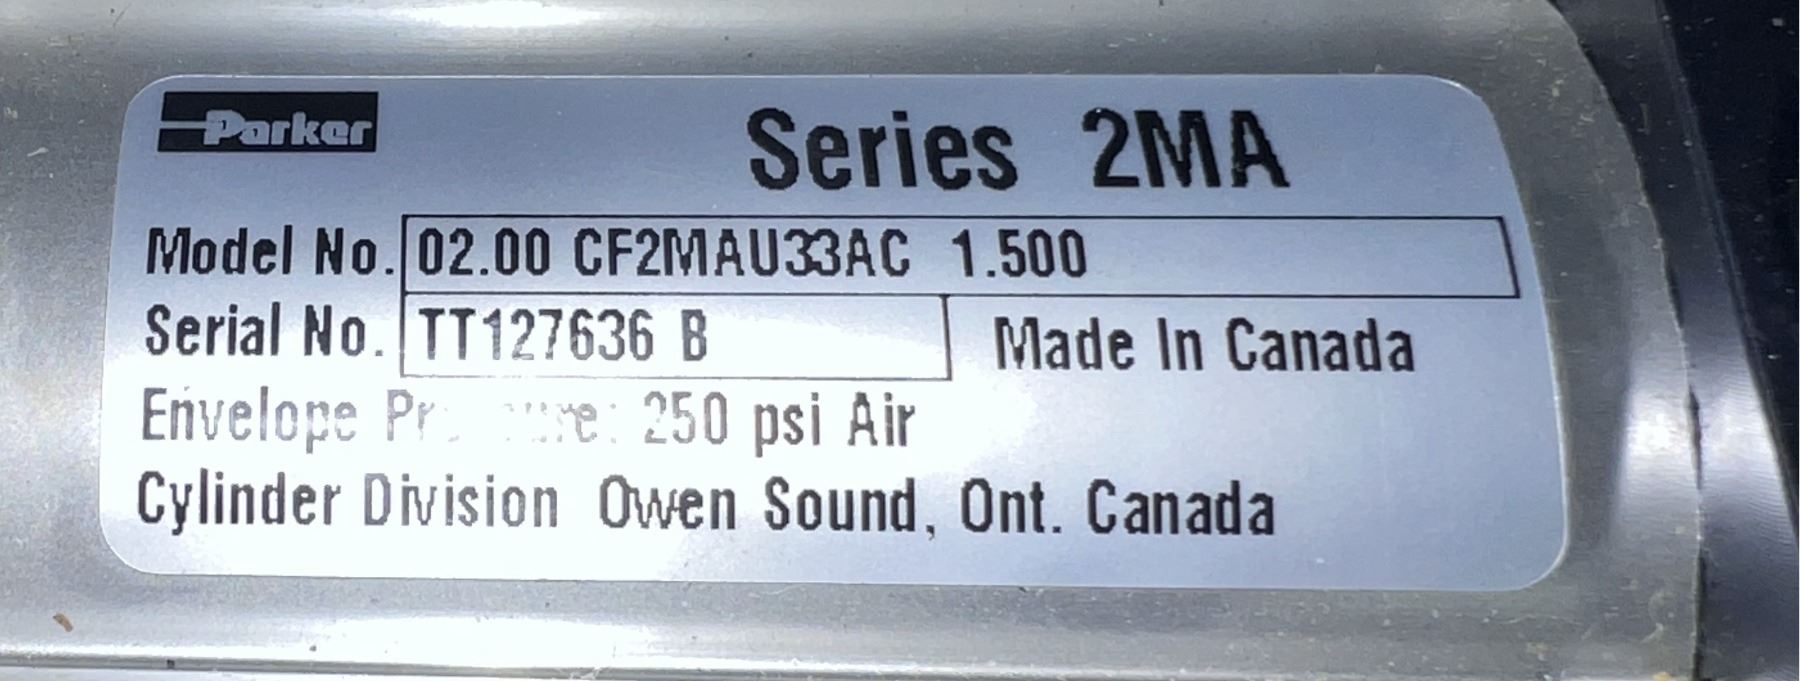 Parker
Series 2MA
Model No. 02.00 CF2MAU33AC 1.500
Serial No. TT127636 B
Made In Canada
Envelope 250 psi Air
Cylinder Division Owen Sound, Ont. Canada